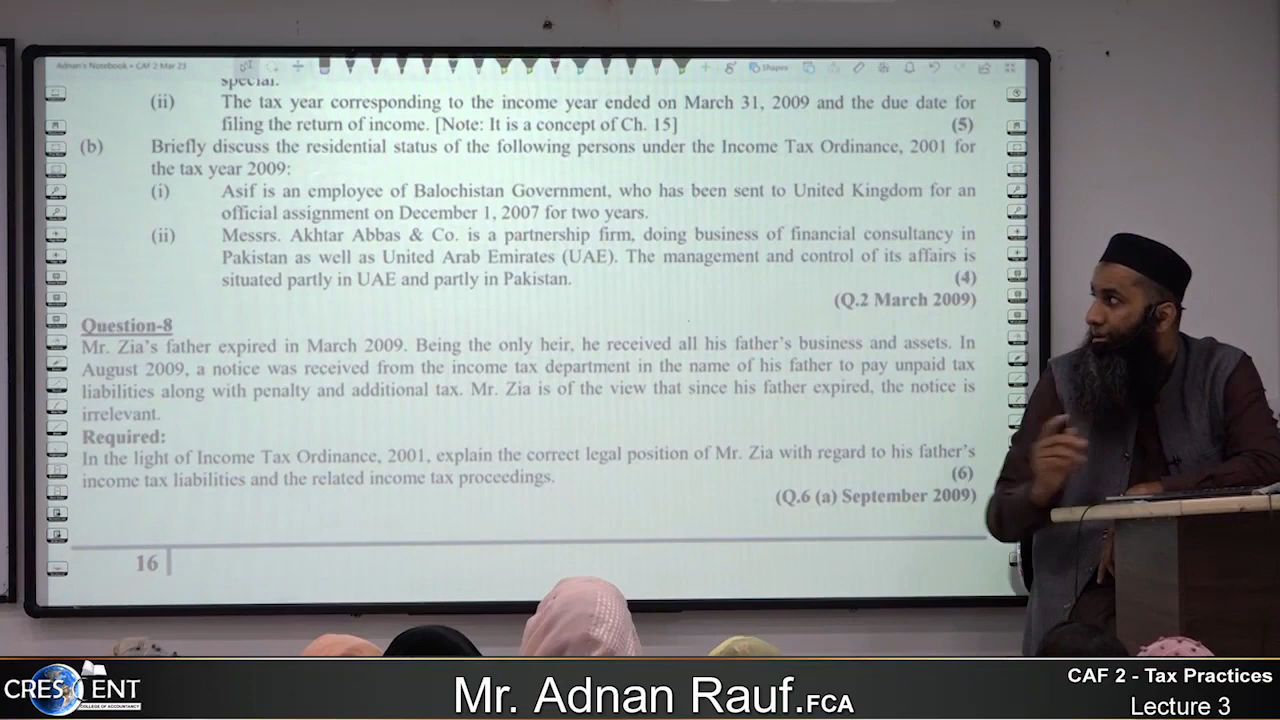 Adnan's Notebook • CAF 2 Mar 23
Shapes
special.
(ii) The tax year corresponding to the income year ended on March 31, 2009 and the due date for
filing the return of income. [Note: It is a concept of Ch. 15] (5)
(b) Briefly discuss the residential status of the following persons under the Income Tax Ordinance, 2001 for
the tax year 2009:
(i) Asif is an employee of Balochistan Government, who has been sent to United Kingdom for an
official assignment on December 1, 2007 for two years.
(ii) Messrs. Akhtar Abbas & Co. is a partnership firm, doing business of financial consultancy in
Pakistan as well as United Arab Emirates (UAE). The management and control of its affairs is
situated partly in UAE and partly in Pakistan. (4)
(Q.2 March 2009)
Question-8
Mr. Zia's father expired in March 2009. Being the only heir, he received all his father's business and assets. In
August 2009, a notice was received from the income tax department in the name of his father to pay unpaid tax
liabilities along with penalty and additional tax. Mr. Zia is of the view that since his father expired, the notice is
irrelevant.
Required:
In the light of Income Tax Ordinance, 2001, explain the correct legal position of Mr. Zia with regard to his father's
income tax liabilities and the related income tax proceedings. (6)
(Q.6 (a) September 2009)
16
CRESCENT
COLLEGE OF ACCOUNTANCY
Mr. Adnan Rauf.FCA
CAF 2 - Tax Practices
Lecture 3